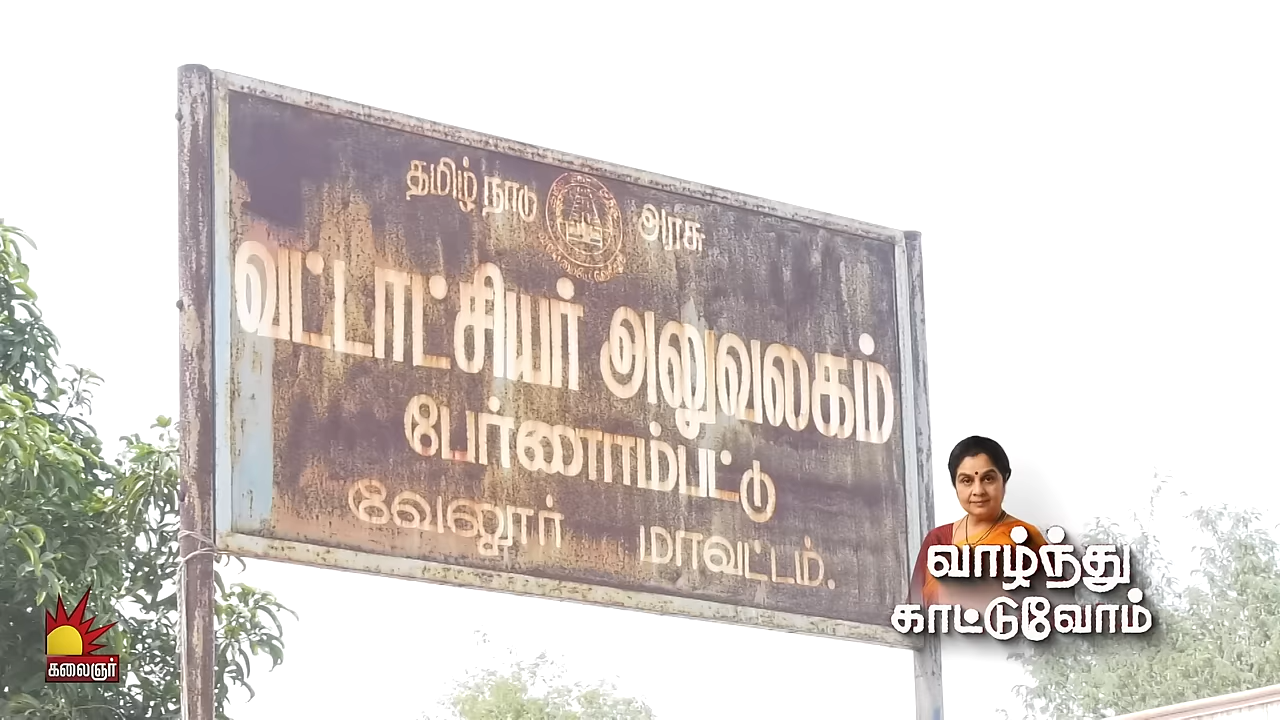 தமிழ்நாடு அரசு
வட்டாட்சியர் அலுவலகம்
பேர்ணாம்பட்டு
வேலூர் மாவட்டம்.
வாழ்ந்து
காட்டுவோம்
கலைஞர்